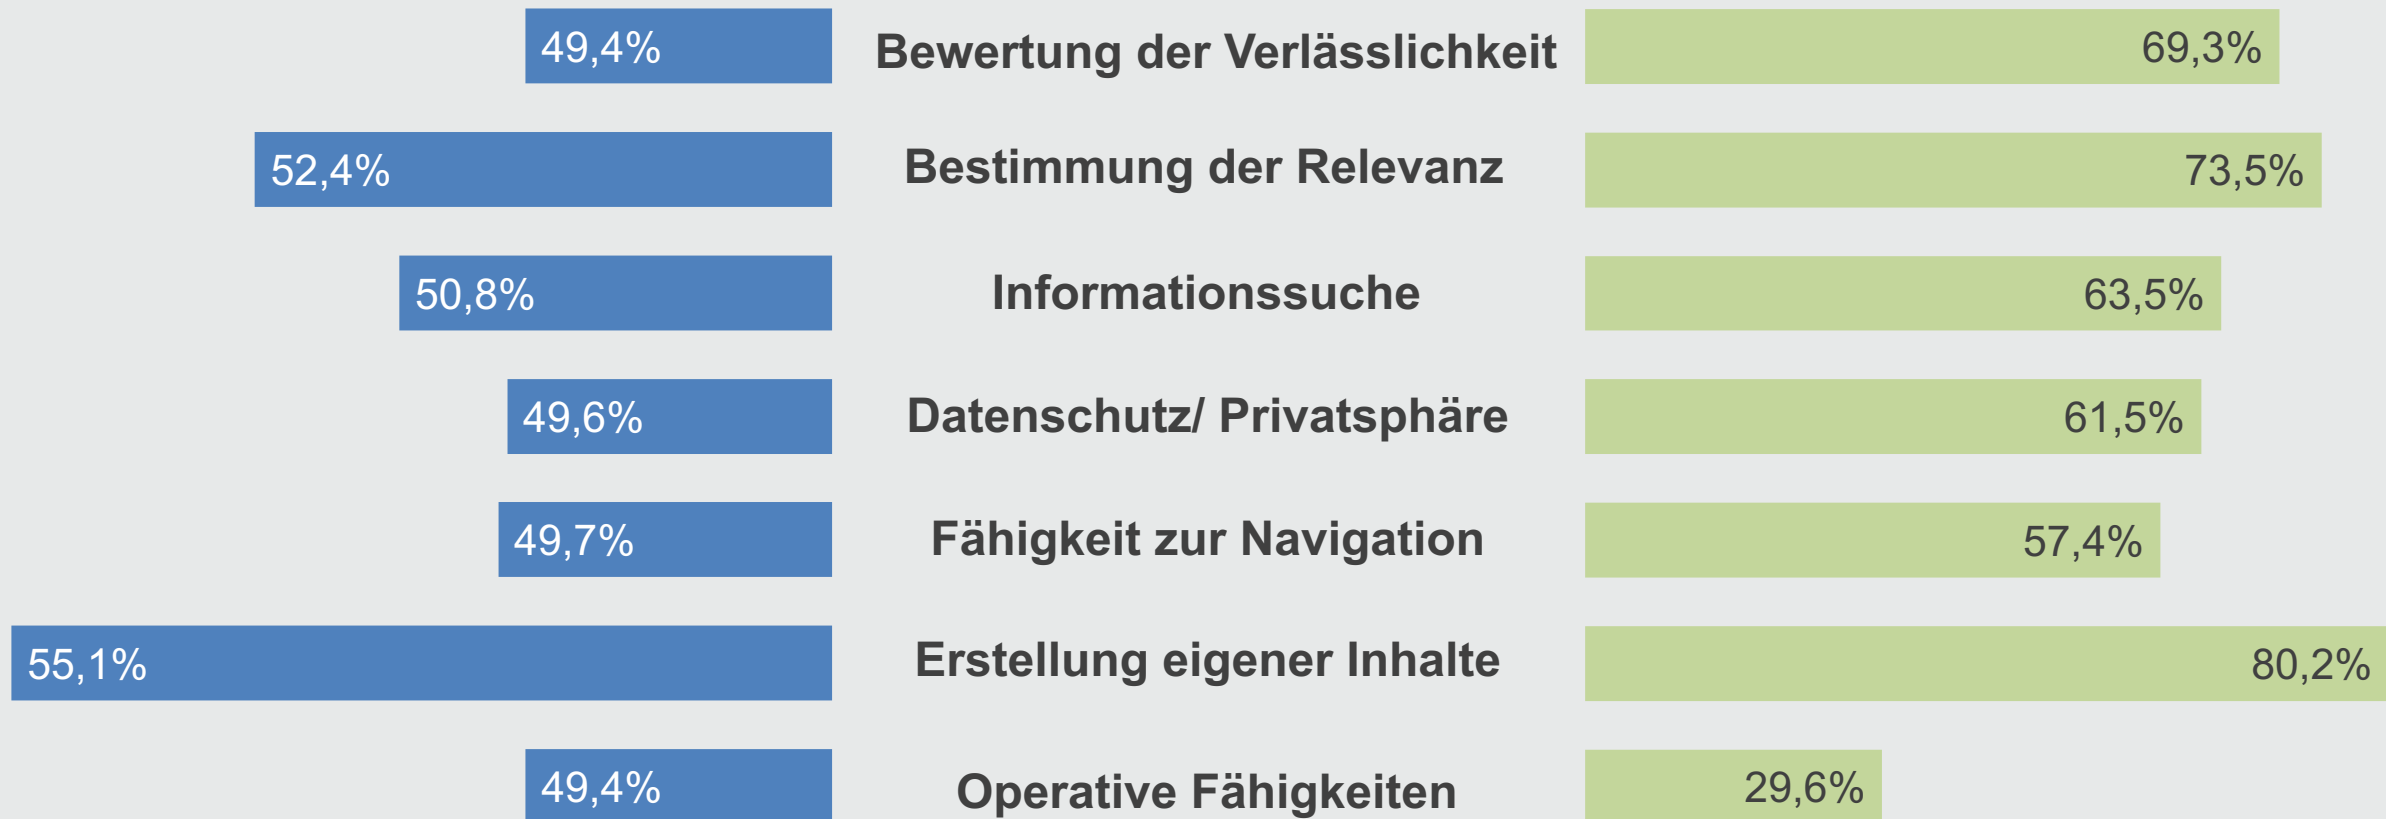 49,4% Bewertung der Verlässlichkeit 69,3%
52,4% Bestimmung der Relevanz 73,5%
50,8% Informationssuche 63,5%
49,6% Datenschutz/ Privatsphäre 61,5%
49,7% Fähigkeit zur Navigation 57,4%
55,1% Erstellung eigener Inhalte 80,2%
49,4% Operative Fähigkeiten 29,6%